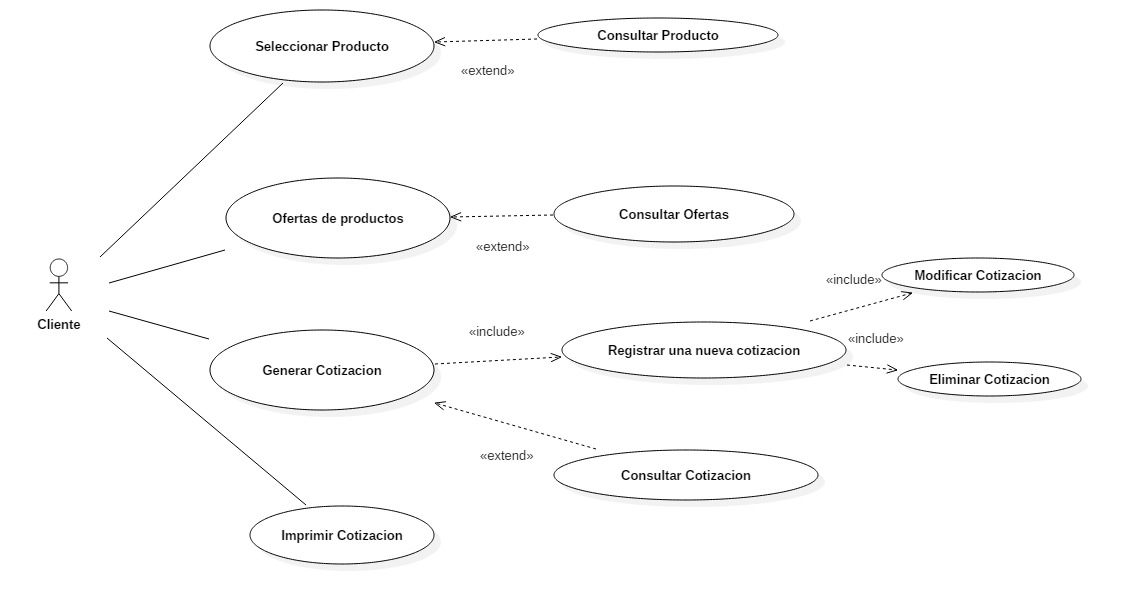 Seleccionar Producto
Consultar Producto
«extend»
Ofertas de productos
Consultar Ofertas
«extend»
Cliente
Modificar Cotizacion
«include»
«include»
Registrar una nueva cotizacion
«include»
Generar Cotizacion
Eliminar Cotizacion
«extend»
Consultar Cotizacion
Imprimir Cotizacion